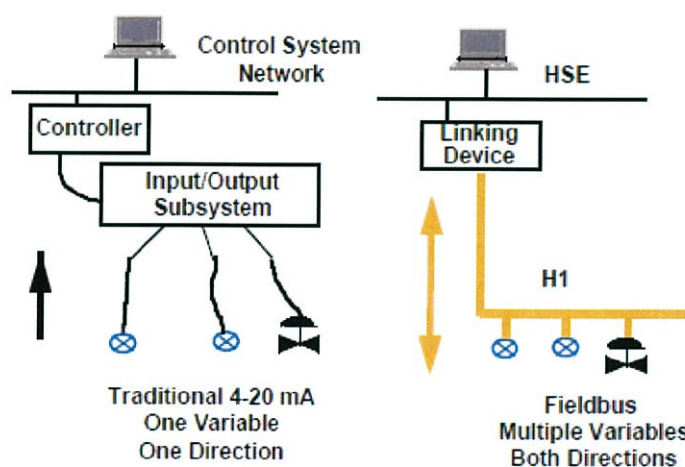 Control System
Network
Controller
Input/Output
Subsystem
Traditional 4-20 mA
One Variable
One Direction
HSE
Linking
Device
H1
Fieldbus
Multiple Variables
Both Directions